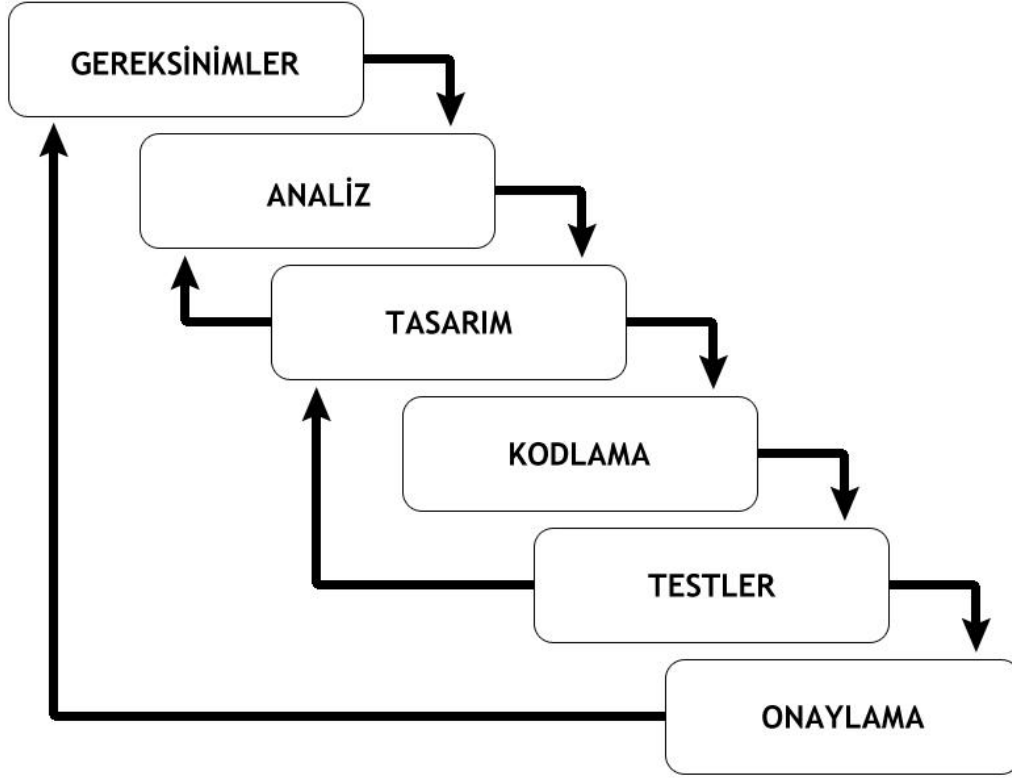 GEREKSİNİMLER
ANALİZ
TASARIM
KODLAMA
TESTLER
ONAYLAMA